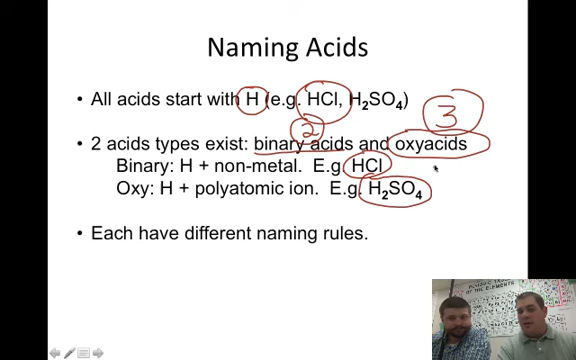 Naming Acids
• All acids start with H (e.g. HCl, H₂SO₄)
3
2
• 2 acids types exist: binary acids and oxyacids
Binary: H + non-metal. E.g. HCl
Oxy: H + polyatomic ion. E.g. H₂SO₄
• Each have different naming rules.